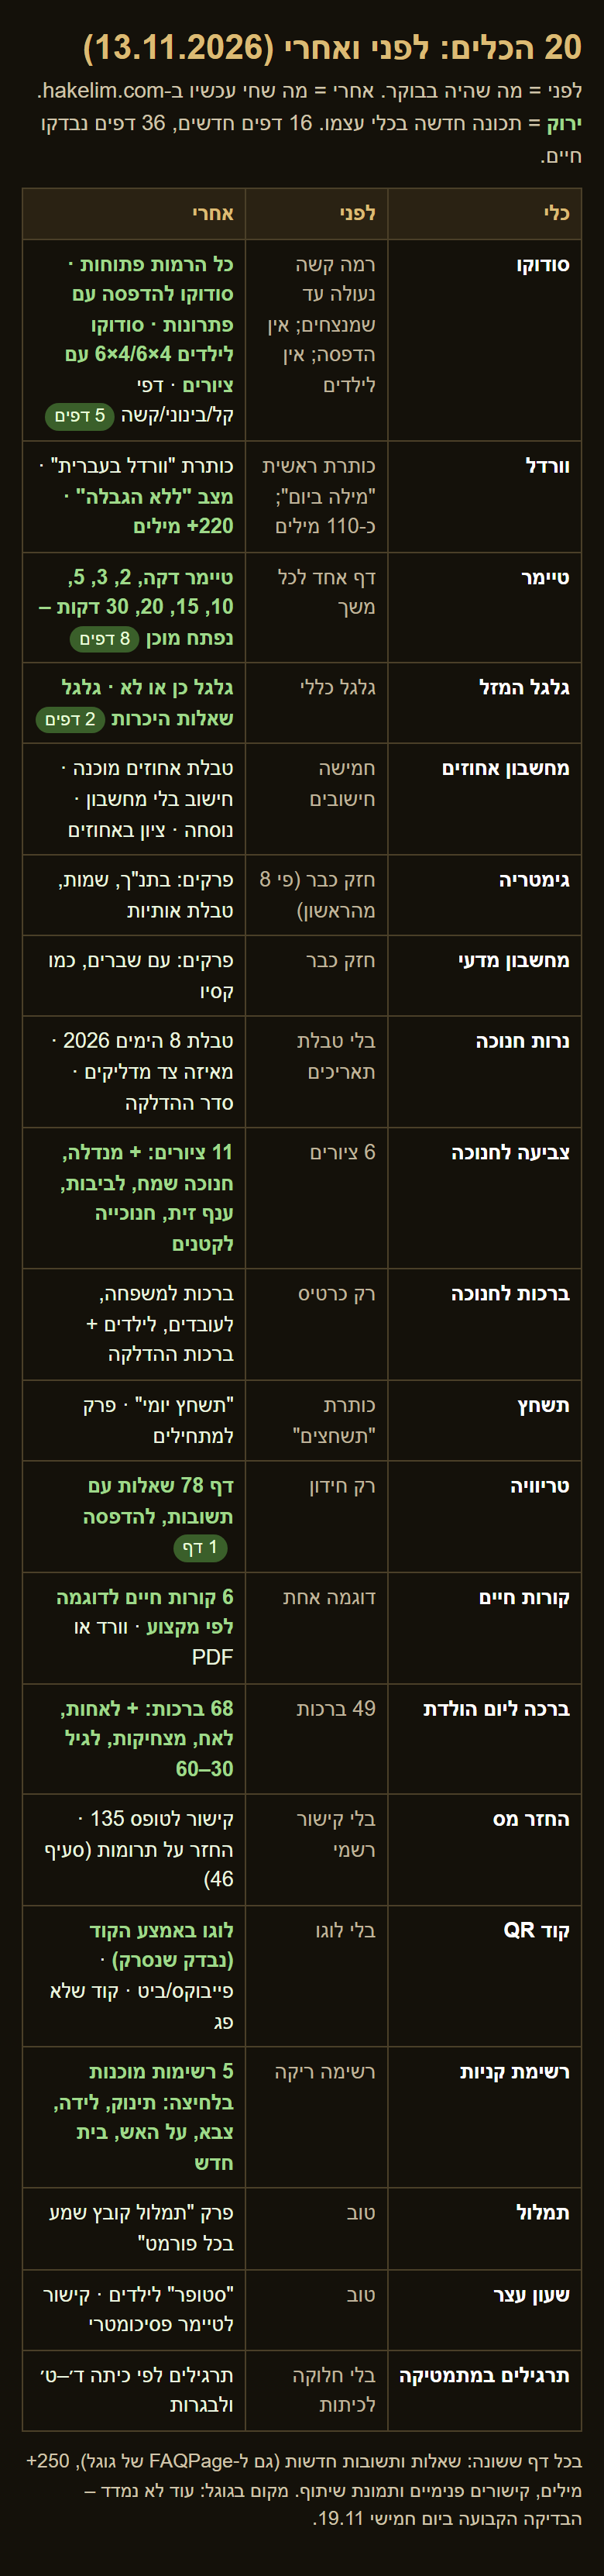 20 הכלים: לפני ואחרי (13.11.2026)
לפני = מה שהיה בבוקר. אחרי = מה שחי עכשיו ב-hakelim.com.
ירוק = תכונה חדשה בכלי עצמו. 16 דפים חדשים, 36 דפים נבדקו
חיים.
כלי
לפני
אחרי
סודוקו
רמה קשה
נעולה עד
שמנצחים; אין
הדפסה; אין
לילדים
כל הרמות פתוחות ·
סודוקו להדפסה עם
פתרונות · סודוקו
לילדים 4×4/6×6 עם
ציורים · דפי
קל/בינוני/קשה 5 דפים
וורדל
כותרת ראשית
"מילה ביום";
כ-110 מילים
כותרת "וורדל בעברית" ·
מצב "ללא הגבלה" ·
220+ מילים
טיימר
דף אחד לכל
משך
טיימר דקה, 2, 3, 5,
10, 15, 20, 30 דקות –
נפתח מוכן 8 דפים
גלגל המזל
גלגל כללי
גלגל כן או לא · גלגל
שאלות היכרות 2 דפים
מחשבון אחוזים
חמישה
חישובים
טבלת אחוזים מוכנה ·
חישוב בלי מחשבון ·
נוסחה · ציון באחוזים
גימטריה
חזק כבר (פי 8
מהראשון)
פרקים: בתנ"ך, שמות,
טבלת אותיות
מחשבון מדעי
חזק כבר
פרקים: עם שברים, כמו
קסיו
נרות חנוכה
בלי טבלת
תאריכים
טבלת 8 הימים 2026 ·
מאיזה צד מדליקים ·
סדר ההדלקה
צביעה לחנוכה
6 ציורים
11 ציורים: + מנדלה,
חנוכה שמח, לביבות,
ענף זית, חנוכייה
לקטנים
ברכות לחנוכה
רק כרטיס
ברכות למשפחה,
לעובדים, לילדים +
ברכות ההדלקה
תשחץ
כותרת
"תשחצים"
"תשחץ יומי" · פרק
למתחילים
טריוויה
רק חידון
דף 78 שאלות עם
תשובות, להדפסה
1 דף
קורות חיים
דוגמה אחת
6 קורות חיים לדוגמה
לפי מקצוע · וורד או
PDF
ברכה ליום הולדת
49 ברכות
68 ברכות: + לאחות,
לאח, מצחיקות, לגיל
30–60
החזר מס
בלי קישור
רשמי
קישור לטופס 135 ·
החזר על תרומות (סעיף
46)
קוד QR
בלי לוגו
לוגו באמצע הקוד
(נבדק שנסרק) ·
פייבוקס/ביט · קוד שלא
פג
רשימת קניות
רשימה ריקה
5 רשימות מוכנות
בלחיצה: תינוק, לידה,
צבא, על האש, בית
חדש
תמלול
טוב
פרק "תמלול קובץ שמע
בכל פורמט"
שעון עצר
טוב
"סטופר" לילדים · קישור
לטיימר פסיכומטרי
תרגילים במתמטיקה
בלי חלוקה
לכיתות
תרגילים לפי כיתה ד׳–ט׳
ולבגרות
בכל דף ששונה: שאלות ותשובות חדשות (גם ל-FAQPage של גוגל), 250+
מילים, קישורים פנימיים ותמונת שיתוף. מקום בגוגל: עוד לא נמדד –
הבדיקה הקבועה ביום חמישי 19.11.